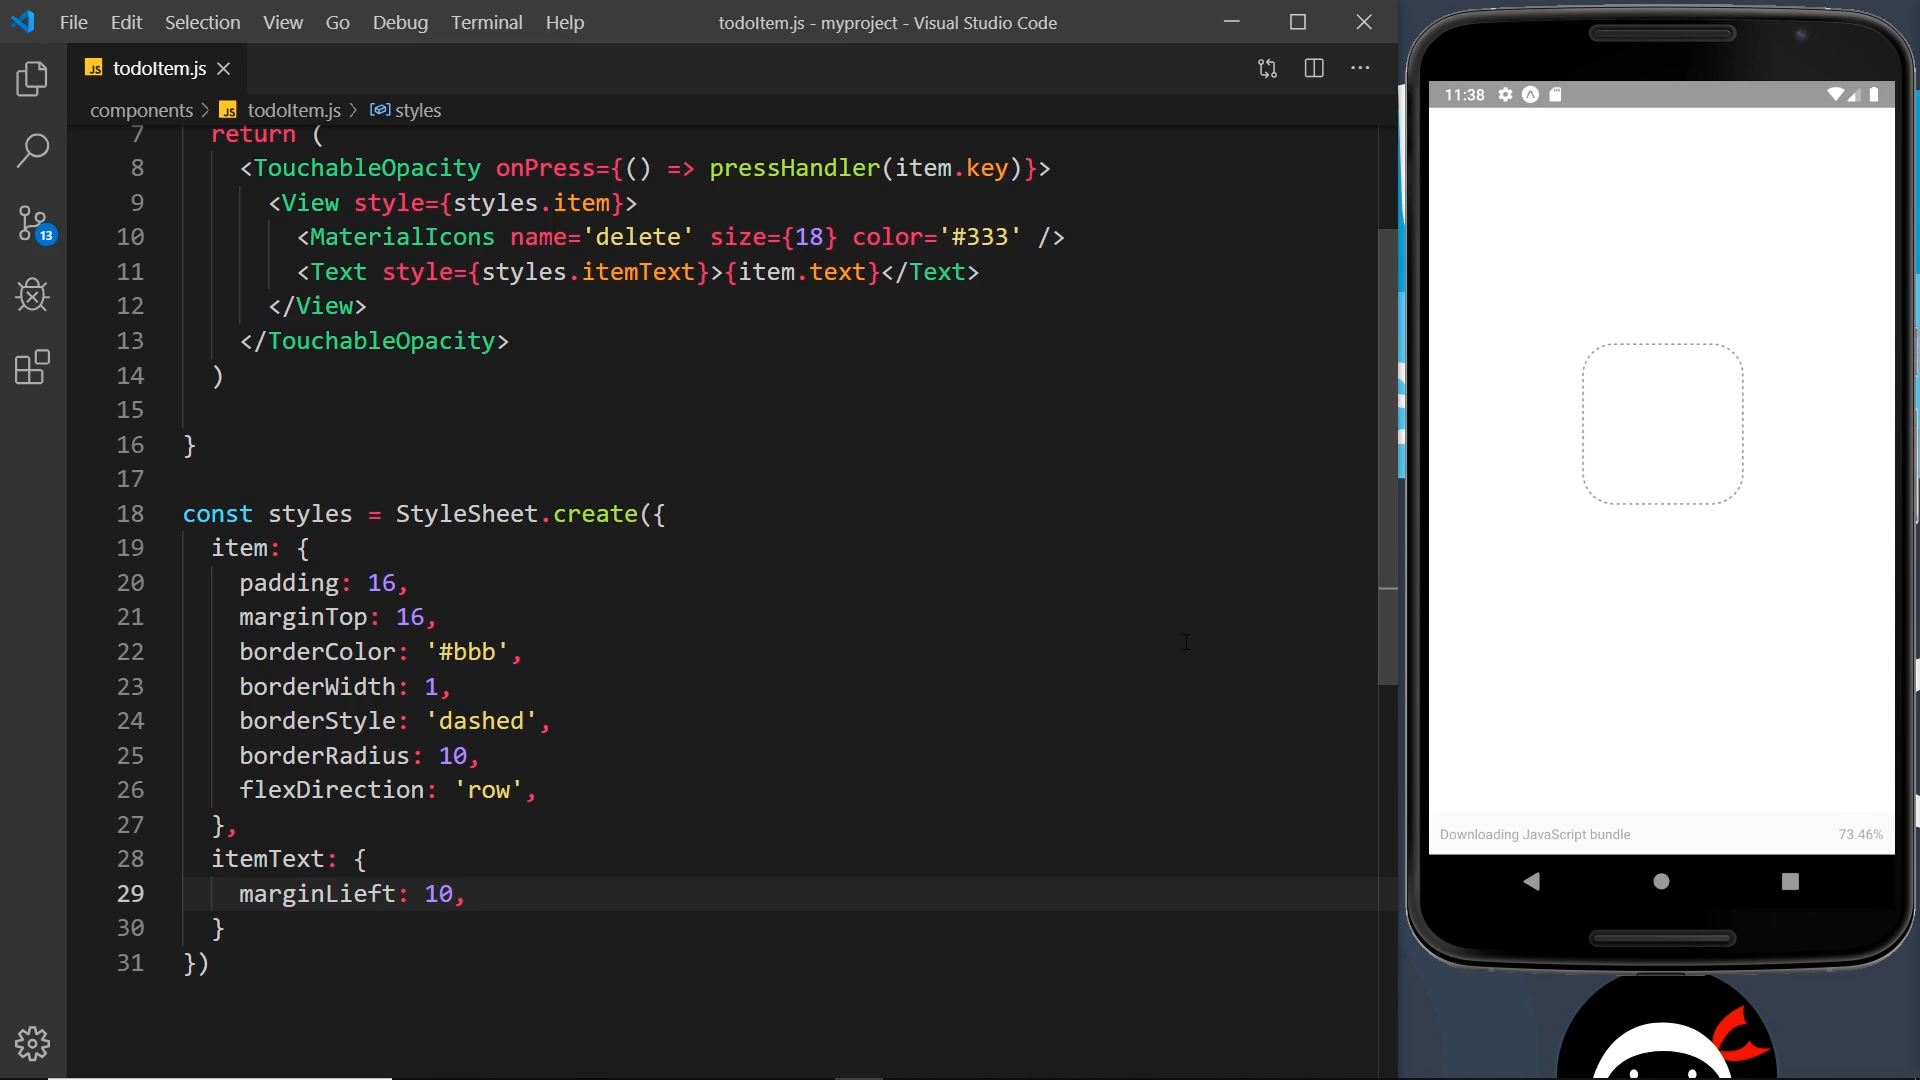 File Edit Selection View Go Debug Terminal Help todoItem.js - myproject - Visual Studio Code
JS todoItem.js
components > JS todoItem.js > styles
7 return (
8 <TouchableOpacity onPress={() => pressHandler(item.key)}>
9 <View style={styles.item}>
10 <MaterialIcons name='delete' size={18} color='#333' />
11 <Text style={styles.itemText}>{item.text}</Text>
12 </View>
13 </TouchableOpacity>
14 )
15
16 }
17
18 const styles = StyleSheet.create({
19 item: {
20 padding: 16,
21 marginTop: 16,
22 borderColor: '#bbb',
23 borderWidth: 1,
24 borderStyle: 'dashed',
25 borderRadius: 10,
26 flexDirection: 'row',
27 },
28 itemText: {
29 marginLieft: 10,
30 }
31 })
13
11:38
Downloading JavaScript bundle 73.46%